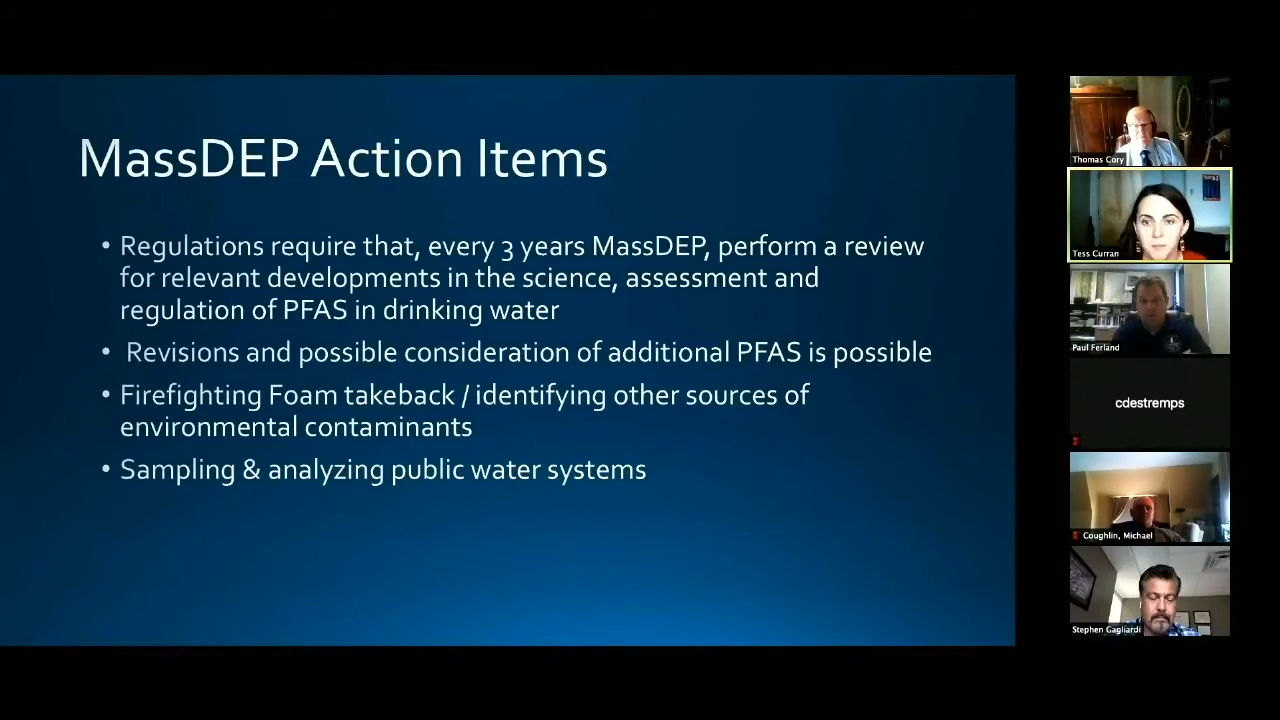 MassDEP Action Items
• Regulations require that, every 3 years MassDEP, perform a review
for relevant developments in the science, assessment and
regulation of PFAS in drinking water
• Revisions and possible consideration of additional PFAS is possible
• Firefighting Foam takeback / identifying other sources of
environmental contaminants
• Sampling & analyzing public water systems
Thomas Cory
Tess Curran
Paul Ferland
cdestremps
Coughlin, Michael
Stephen Gagliardi